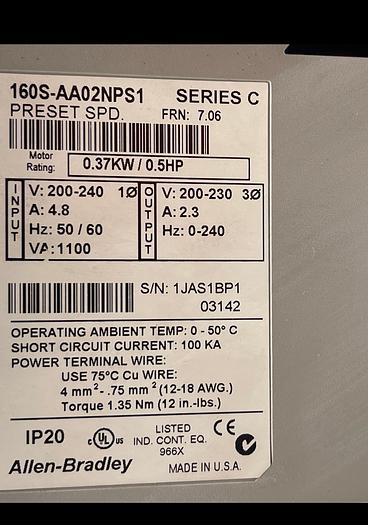 160S-AA02NPS1 SERIES C
PRESET SPD. FRN: 7.06
Motor
Rating: 0.37KW / 0.5HP
INPUT
V: 200-240 1Ø
A: 4.8
Hz: 50 / 60
VA: 1100
OUTPUT
V: 200-230 3Ø
A: 2.3
Hz: 0-240
S/N: 1JAS1BP1
03142
OPERATING AMBIENT TEMP: 0 - 50° C
SHORT CIRCUIT CURRENT: 100 KA
POWER TERMINAL WIRE:
USE 75°C Cu WIRE:
4 mm²- .75 mm² (12-18 AWG.)
Torque 1.35 Nm (12 in.-lbs.)
IP20 c UL us LISTED CE
IND. CONT. EQ.
966X
Allen-Bradley MADE IN U.S.A.